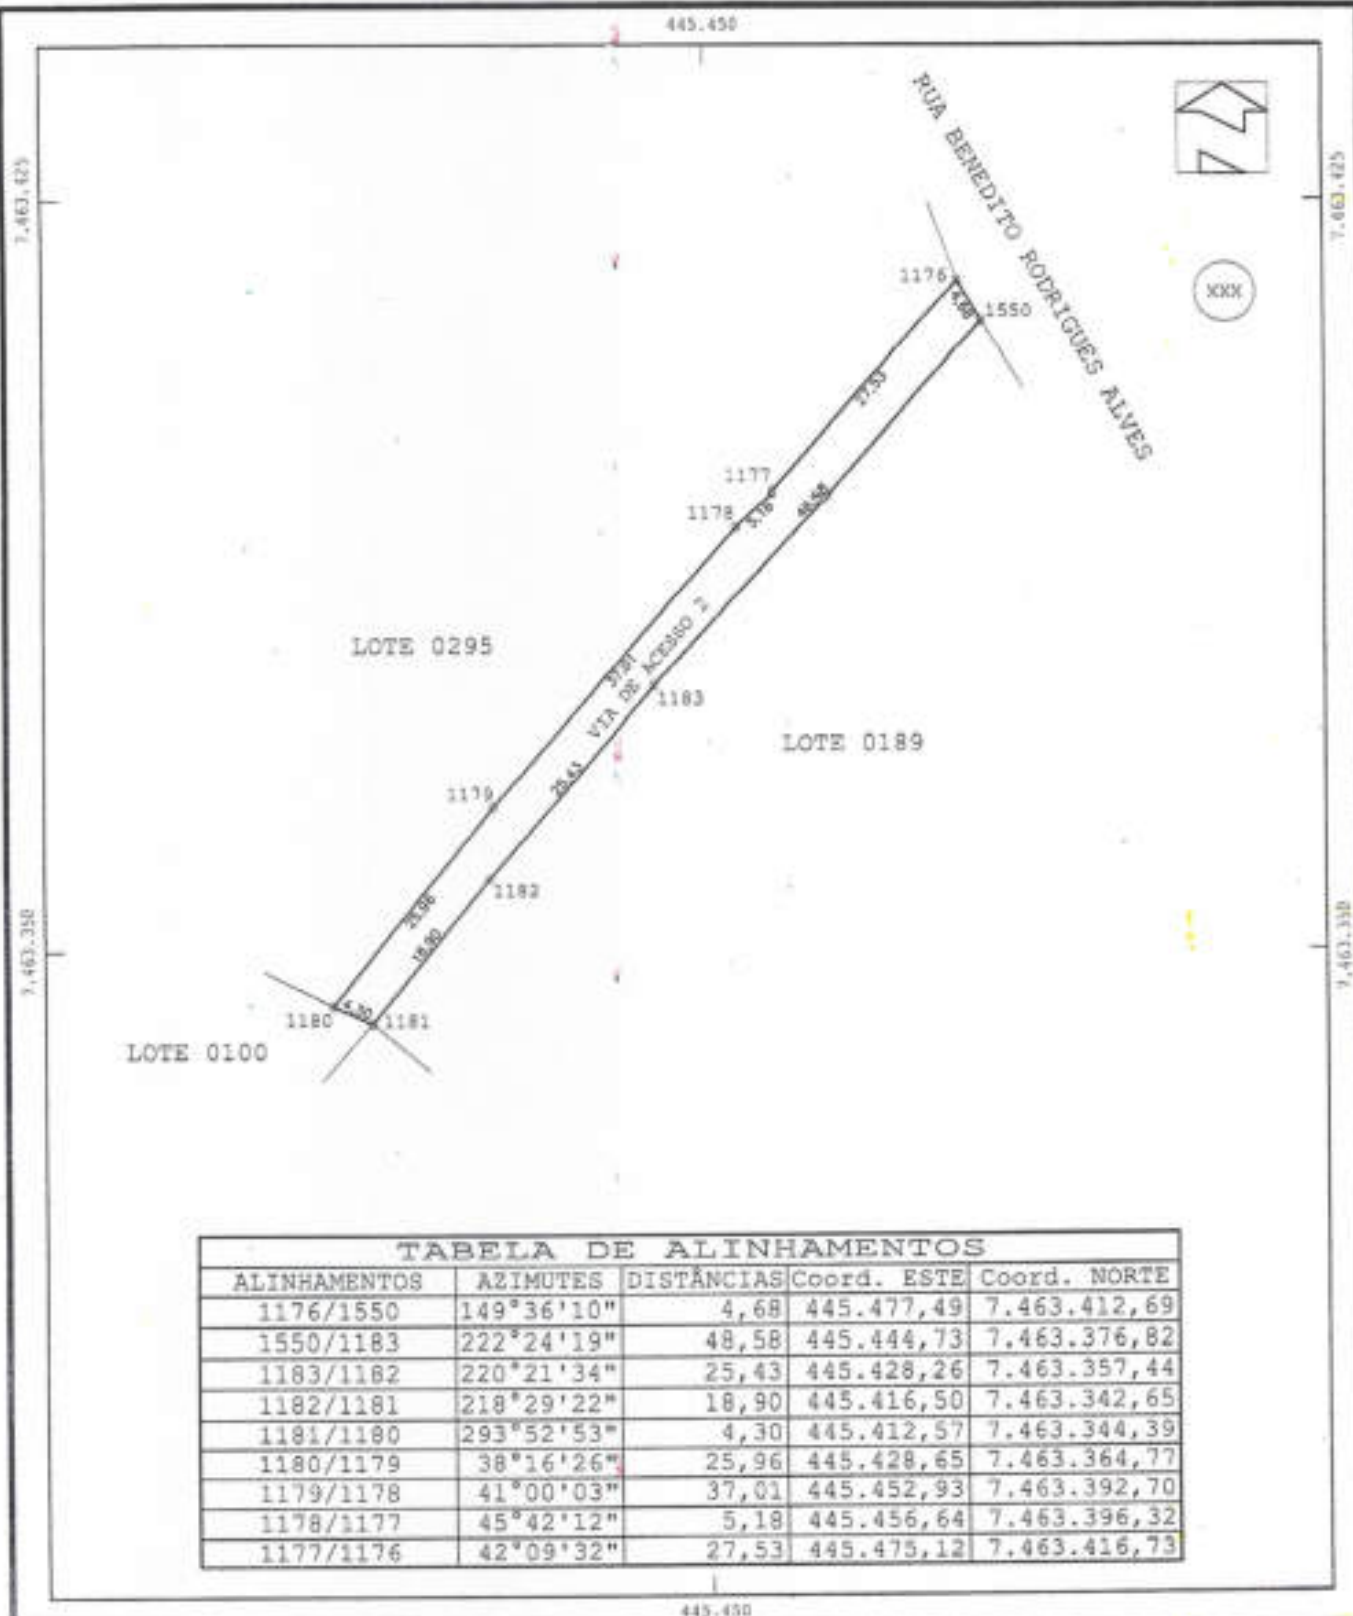 445.450
7.463.425
7.463.425
RUA BENEDITO RODRIGUES ALVES
1176
4,68
1550
XXX
27,53
1177
1178
5,18
48,58
LOTE 0295
37,01
VIA DE ACESSO 2
1183
LOTE 0189
25,43
1179
1182
25,96
18,90
7.463.350
7.463.350
1180
4,30
1181
LOTE 0100
TABELA DE ALINHAMENTOS
ALINHAMENTOS AZIMUTES DISTÂNCIAS Coord. ESTE Coord. NORTE
1176/1550 149°36'10" 4,68 445.477,49 7.463.412,69
1550/1183 222°24'19" 48,58 445.444,73 7.463.376,82
1183/1182 220°21'34" 25,43 445.428,26 7.463.357,44
1182/1181 218°29'22" 18,90 445.416,50 7.463.342,65
1181/1180 293°52'53" 4,30 445.412,57 7.463.344,39
1180/1179 38°16'26" 25,96 445.428,65 7.463.364,77
1179/1178 41°00'03" 37,01 445.452,93 7.463.392,70
1178/1177 45°42'12" 5,18 445.456,64 7.463.396,32
1177/1176 42°09'32" 27,53 445.475,12 7.463.416,73
445.450